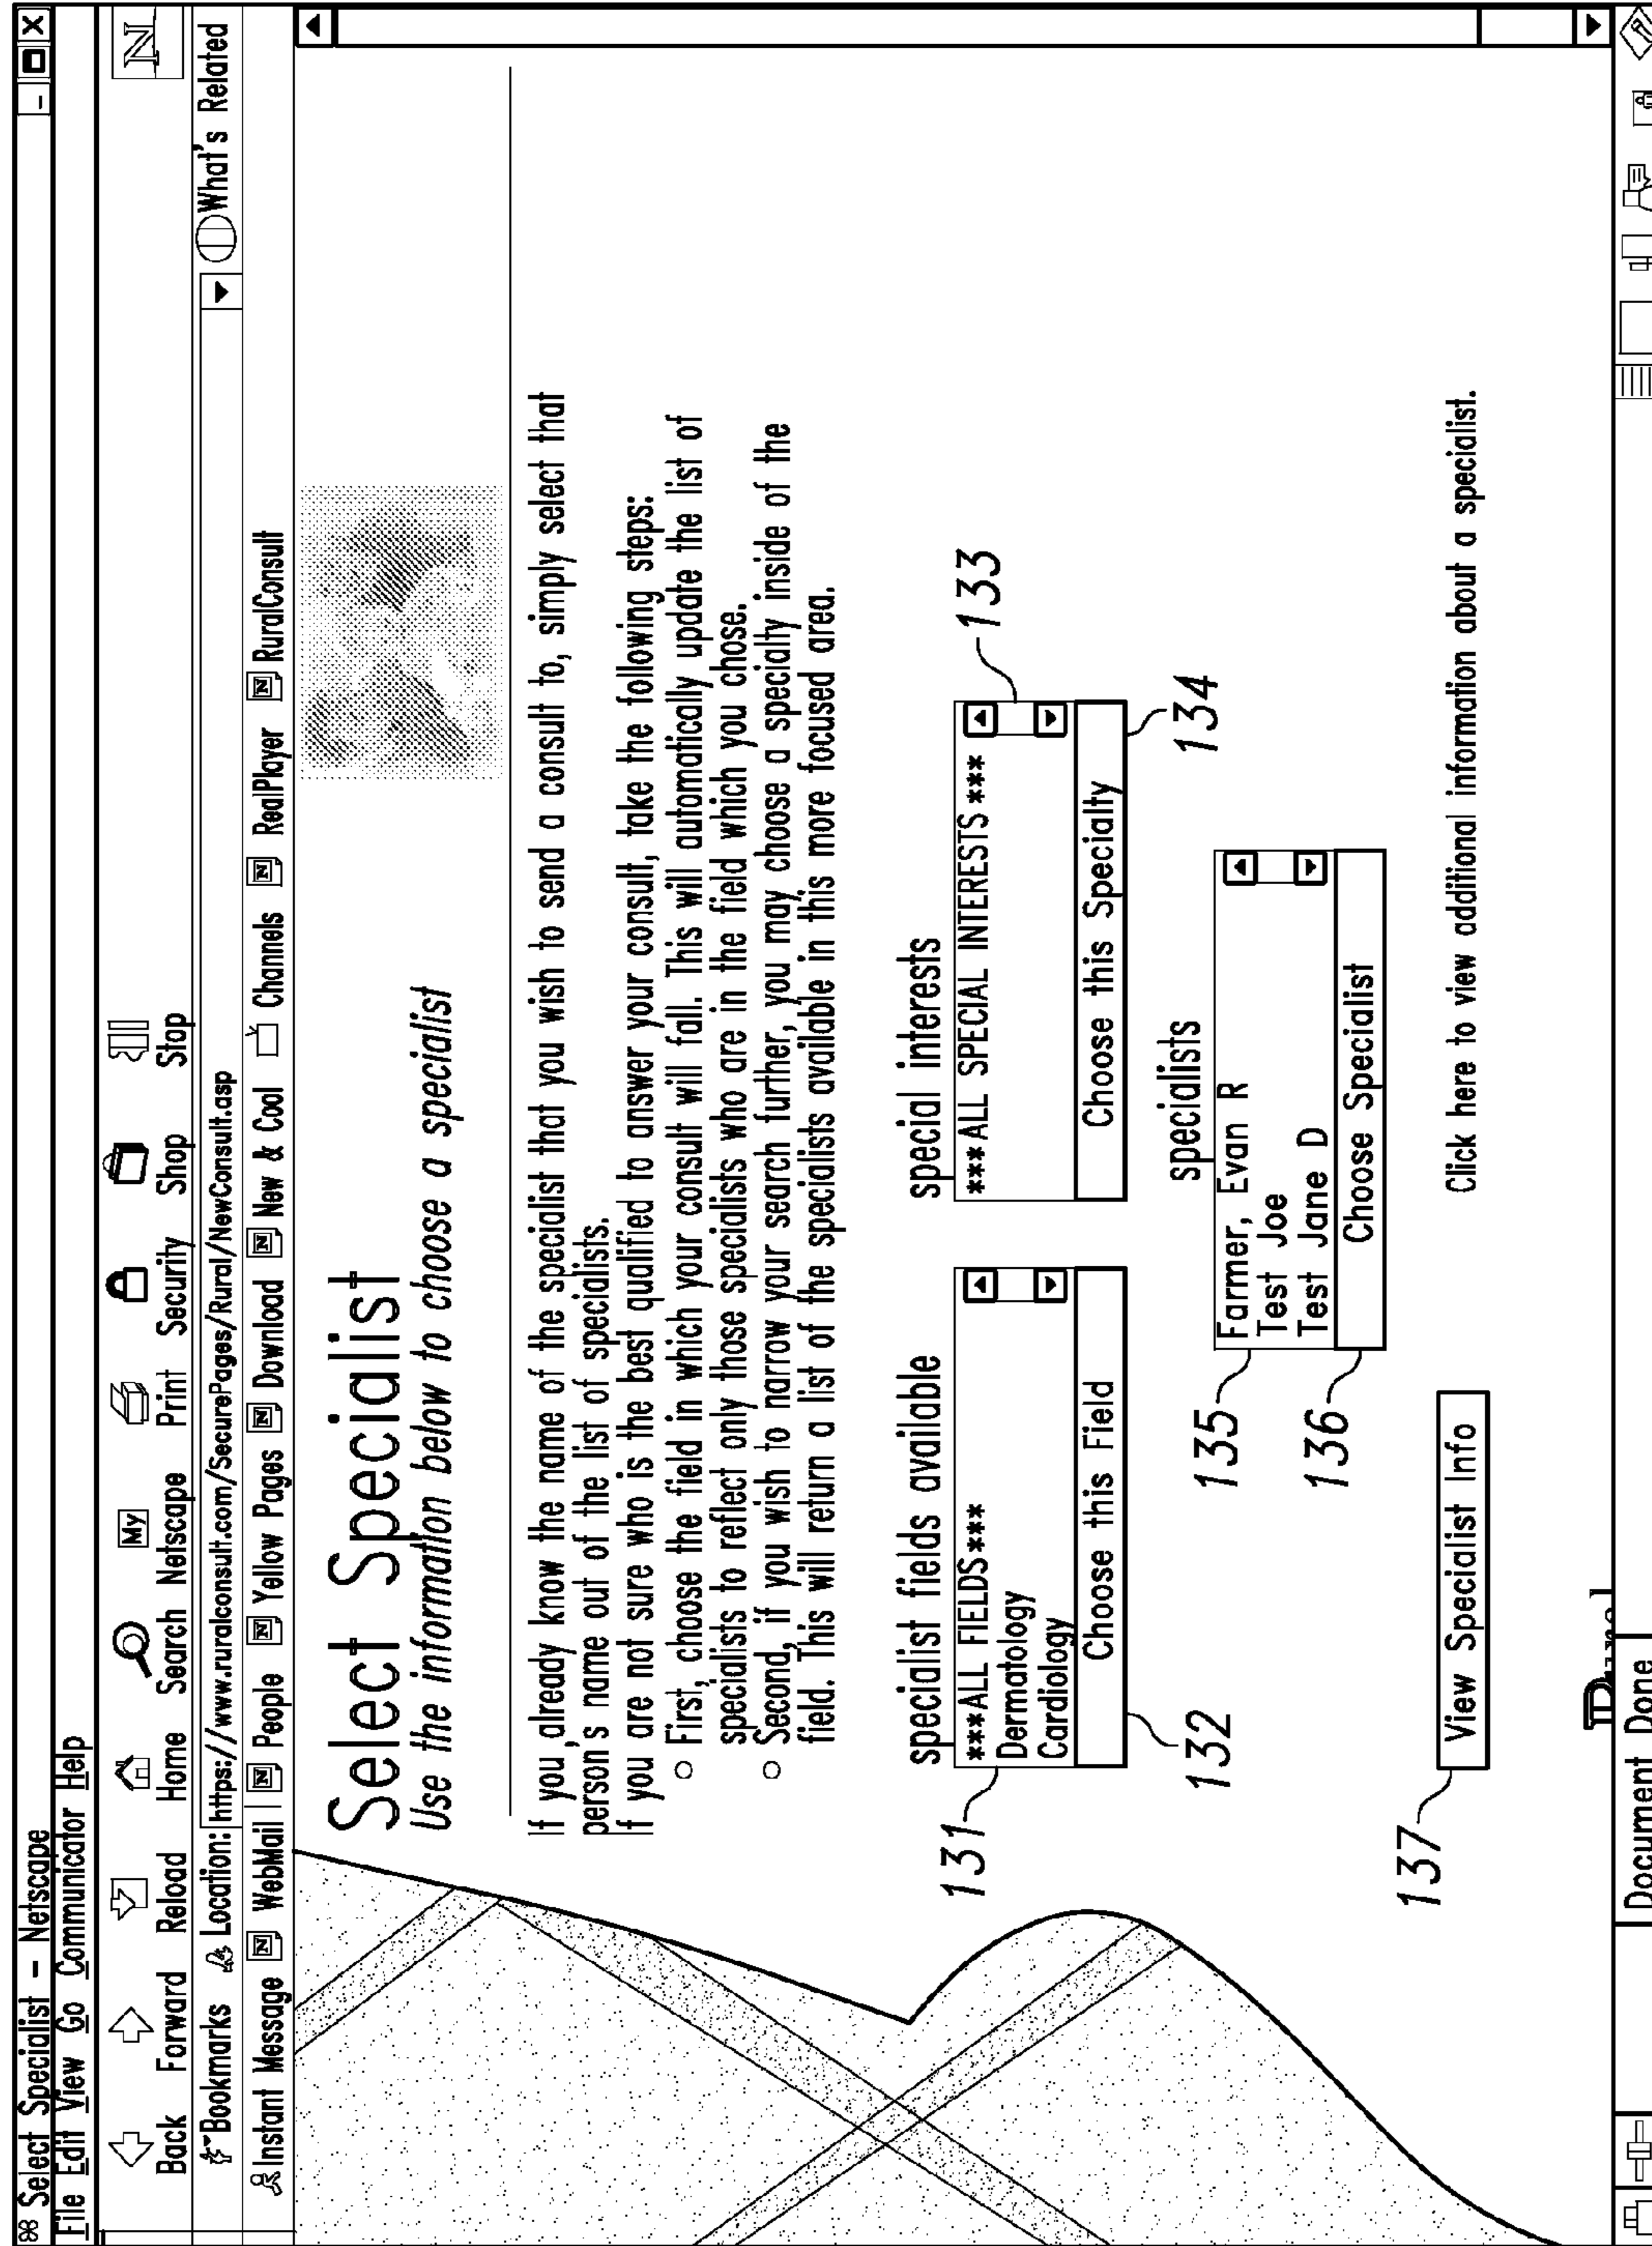 Select Specialist – Netscape
File Edit View Go Communicator Help
Back Forward Reload Home Search Netscape Print Security Shop Stop
My
N
Bookmarks Location: https://www.ruralconsult.com/SecurePages/Rural/NewConsult.asp What's Related
Instant Message WebMail People Yellow Pages Download New & Cool Channels RealPlayer RuralConsult
Select Specialist
Use the information below to choose a specialist
If you already know the name of the specialist that you wish to send a consult to, simply select that
person's name out of the list of specialists.
If you are not sure who is the best qualified to answer your consult, take the following steps:
○ First, choose the field in which your consult will fall. This will automatically update the list of
specialists to reflect only those specialists who are in the field which you chose.
○ Second, if you wish to narrow your search further, you may choose a specialty inside of the
field. This will return a list of the specialists available in this more focused area.
specialist fields available
131
***ALL FIELDS***
Dermatology
Cardiology
Choose this Field
132
special interests
***ALL SPECIAL INTERESTS***
133
Choose this Specialty
134
specialists
135
Farmer, Evan R
Test Joe
Test Jane D
136
Choose Specialist
137
View Specialist Info
Click here to view additional information about a specialist.
Document Done